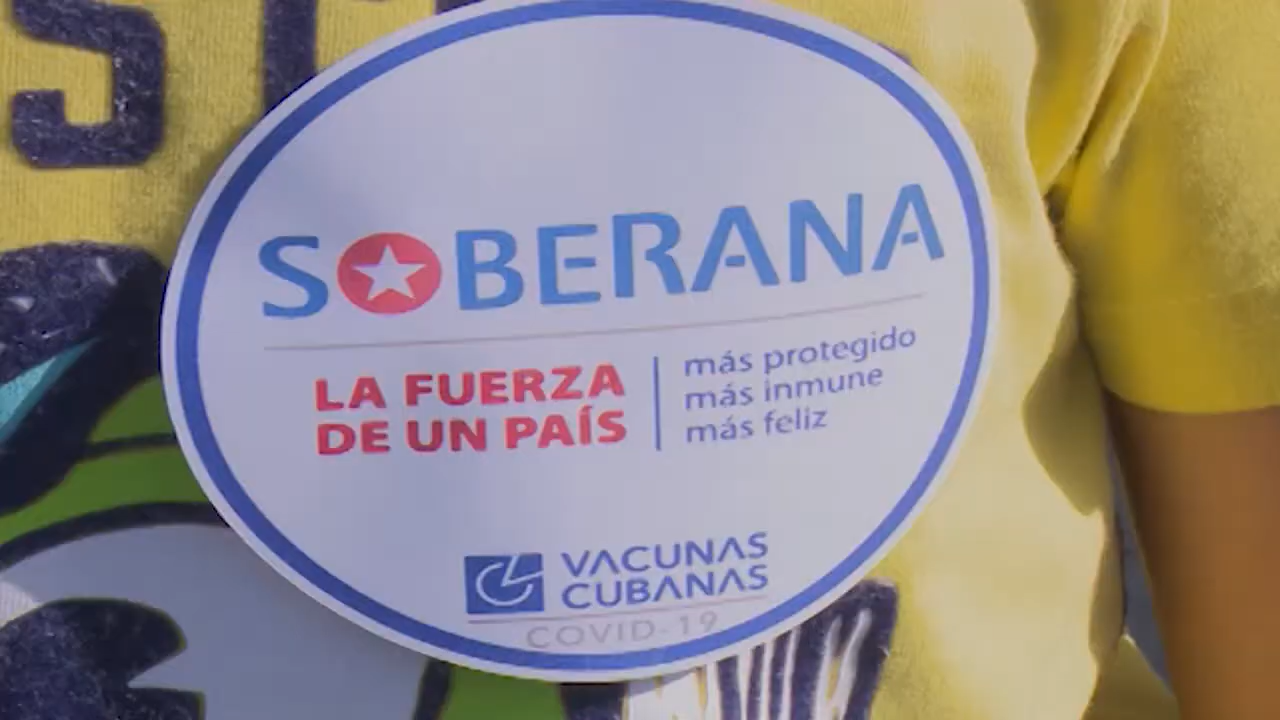 SOBERANA
LA FUERZA
DE UN PAÍS
más protegido
más inmune
más feliz
VACUNAS
CUBANAS
COVID-19